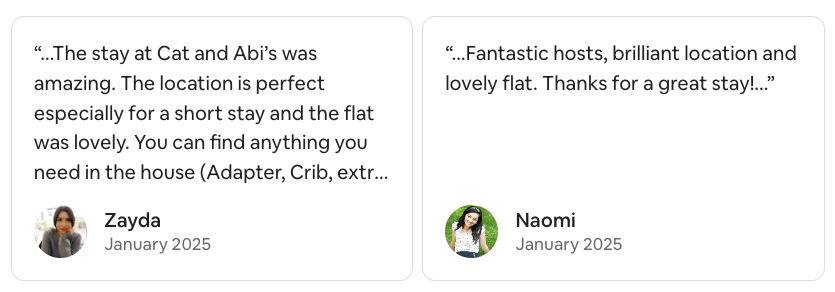 “...The stay at Cat and Abi’s was
amazing. The location is perfect
especially for a short stay and the flat
was lovely. You can find anything you
need in the house (Adapter, Crib, extr...
Zayda
January 2025
“...Fantastic hosts, brilliant location and
lovely flat. Thanks for a great stay!...”
Naomi
January 2025